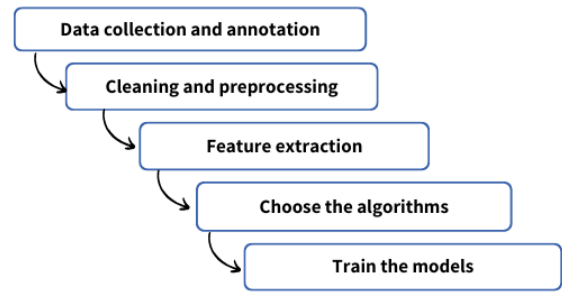 Data collection and annotation
Cleaning and preprocessing
Feature extraction
Choose the algorithms
Train the models